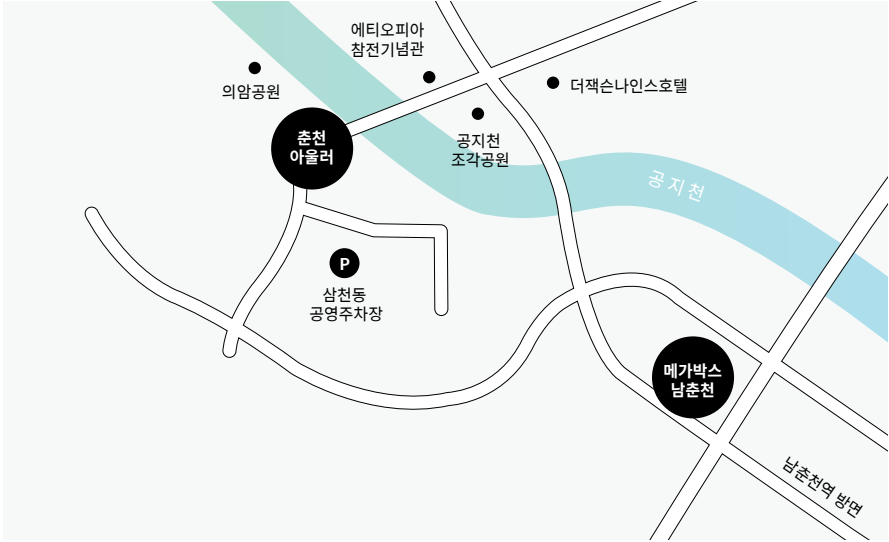 에티오피아
참전기념관
의암공원
더잭슨나인스호텔
춘천
아울러
공지천
조각공원
공지천
P
삼천동
공영주차장
메가박스
남춘천
남춘천역 방면